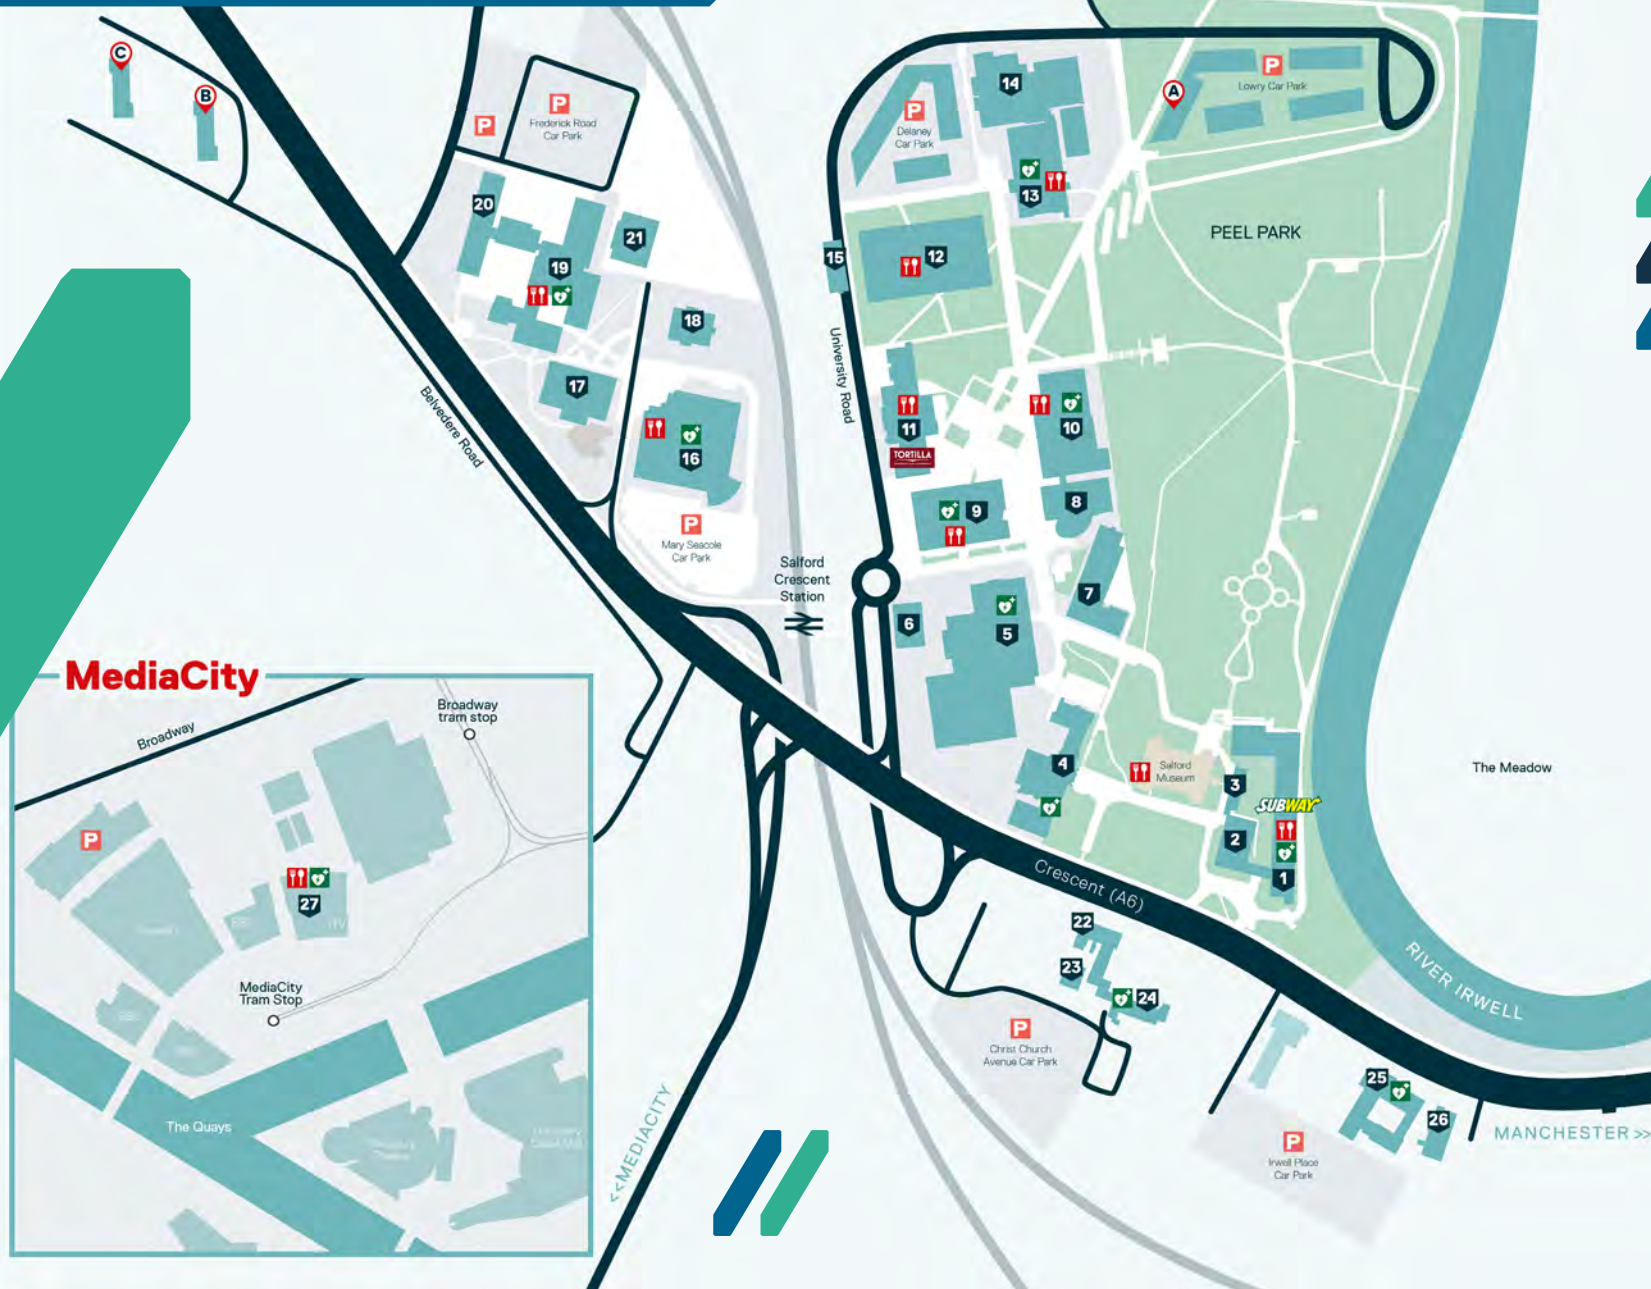 C
B
P
P
Frederick Road
Car Park
14
P
Delaney
Car Park
A
P
Lowry Car Park
13
20
21
19
15
12
PEEL PARK
18
17
University Road
Belvedere Road
16
11
TORTILLA
10
9
8
P
Mary Seacole
Car Park
Salford
Crescent
Station
7
6
5
MediaCity
Broadway
Broadway
tram stop
P
27
ITV
MediaCity
Tram Stop
The Quays
4
Salford
Museum
3
SUBWAY
2
1
The Meadow
Crescent (A6)
RIVER IRWELL
22
23
24
P
Christ Church
Avenue Car Park
25
26
P
Irwell Place
Car Park
<<MEDIACITY
MANCHESTER >>